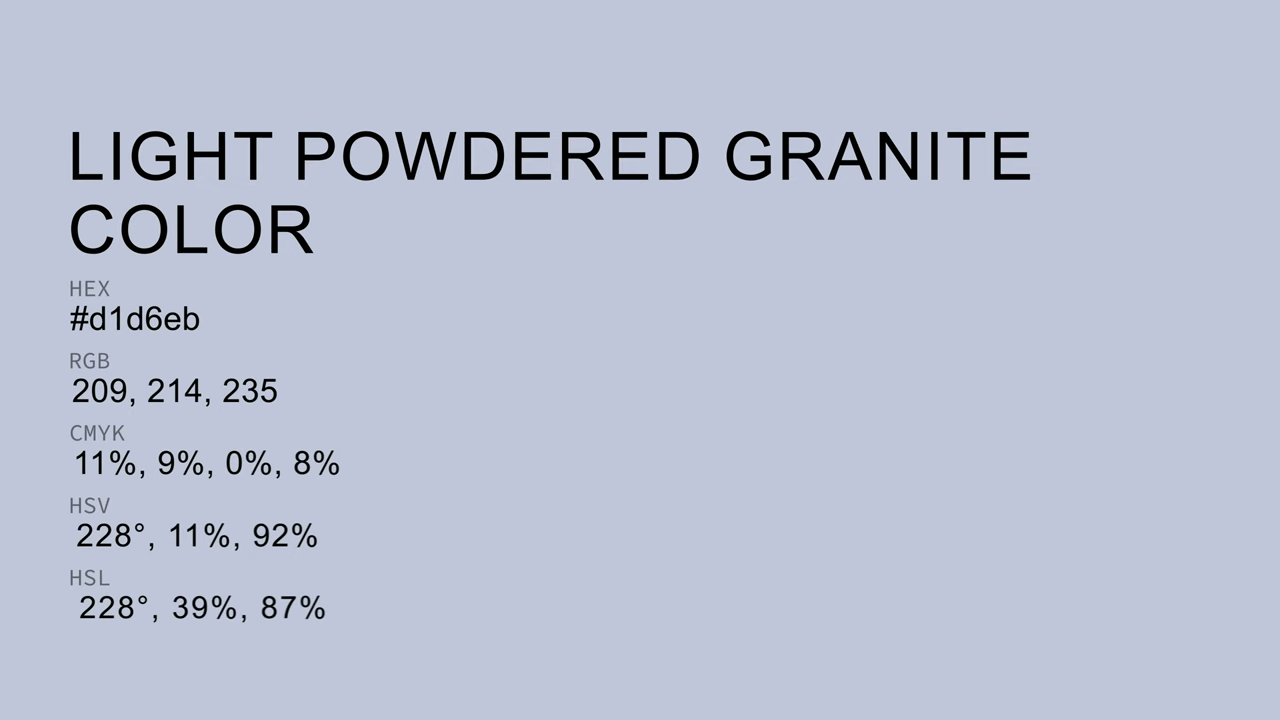 LIGHT POWDERED GRANITE
COLOR
HEX
#d1d6eb
RGB
209, 214, 235
CMYK
11%, 9%, 0%, 8%
HSV
228°, 11%, 92%
HSL
228°, 39%, 87%